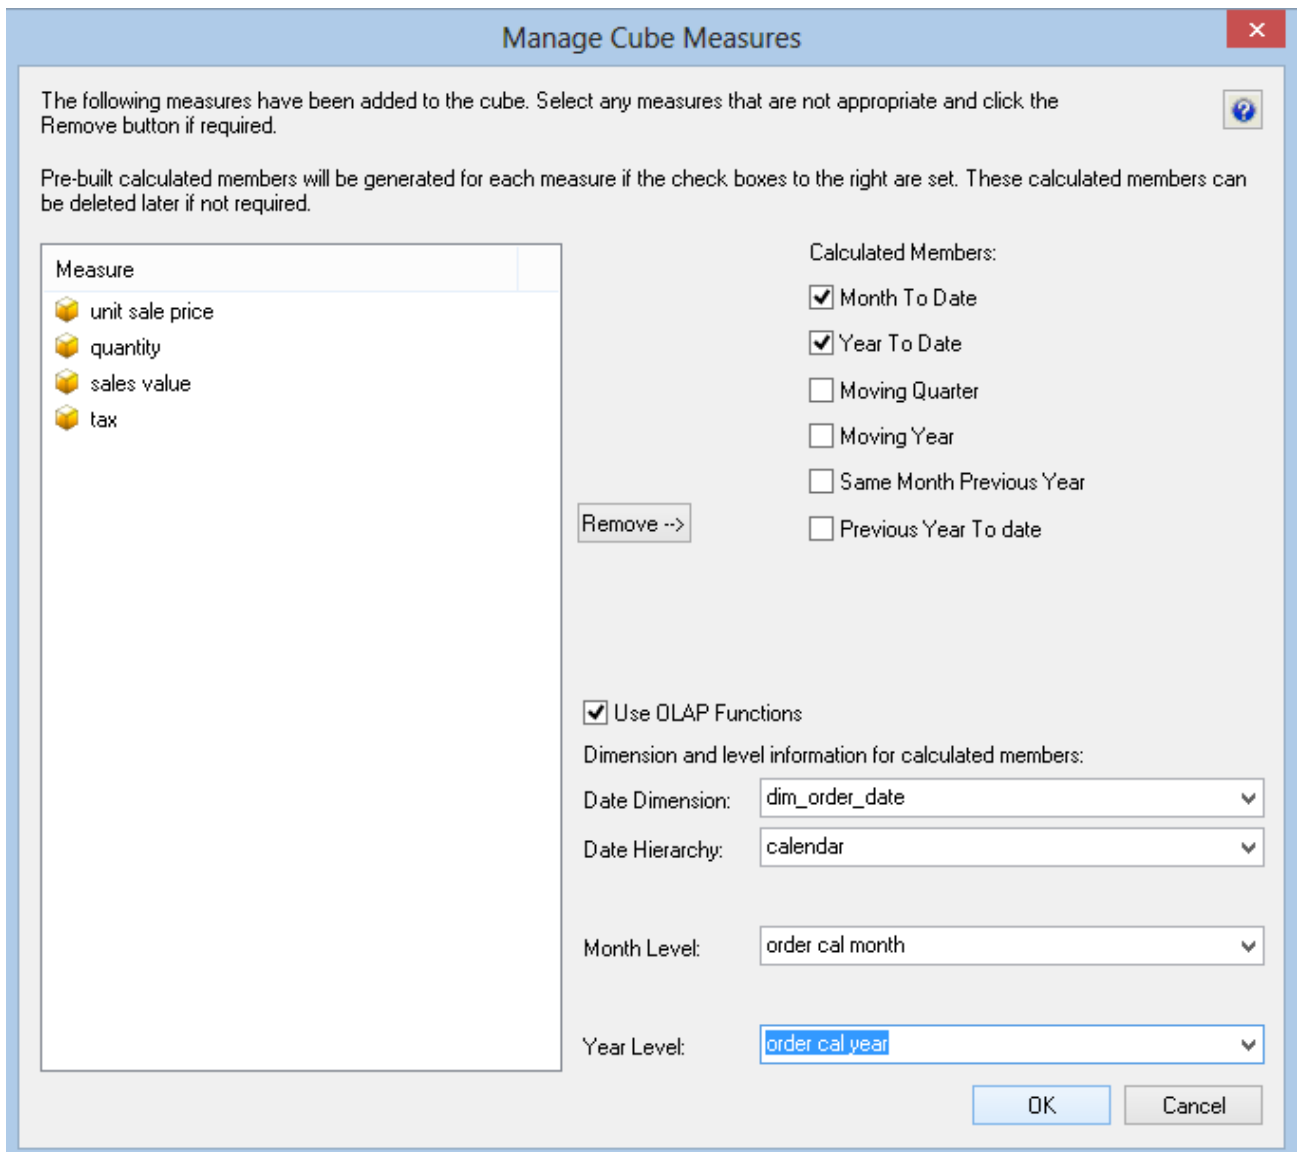 Manage Cube Measures
The following measures have been added to the cube. Select any measures that are not appropriate and click the
Remove button if required.
Pre-built calculated members will be generated for each measure if the check boxes to the right are set. These calculated members can
be deleted later if not required.
Measure
unit sale price
quantity
sales value
tax
Remove -->
Calculated Members:
Month To Date
Year To Date
Moving Quarter
Moving Year
Same Month Previous Year
Previous Year To date
Use OLAP Functions
Dimension and level information for calculated members:
Date Dimension: dim_order_date
Date Hierarchy: calendar
Month Level: order cal month
Year Level: order cal year
OK Cancel